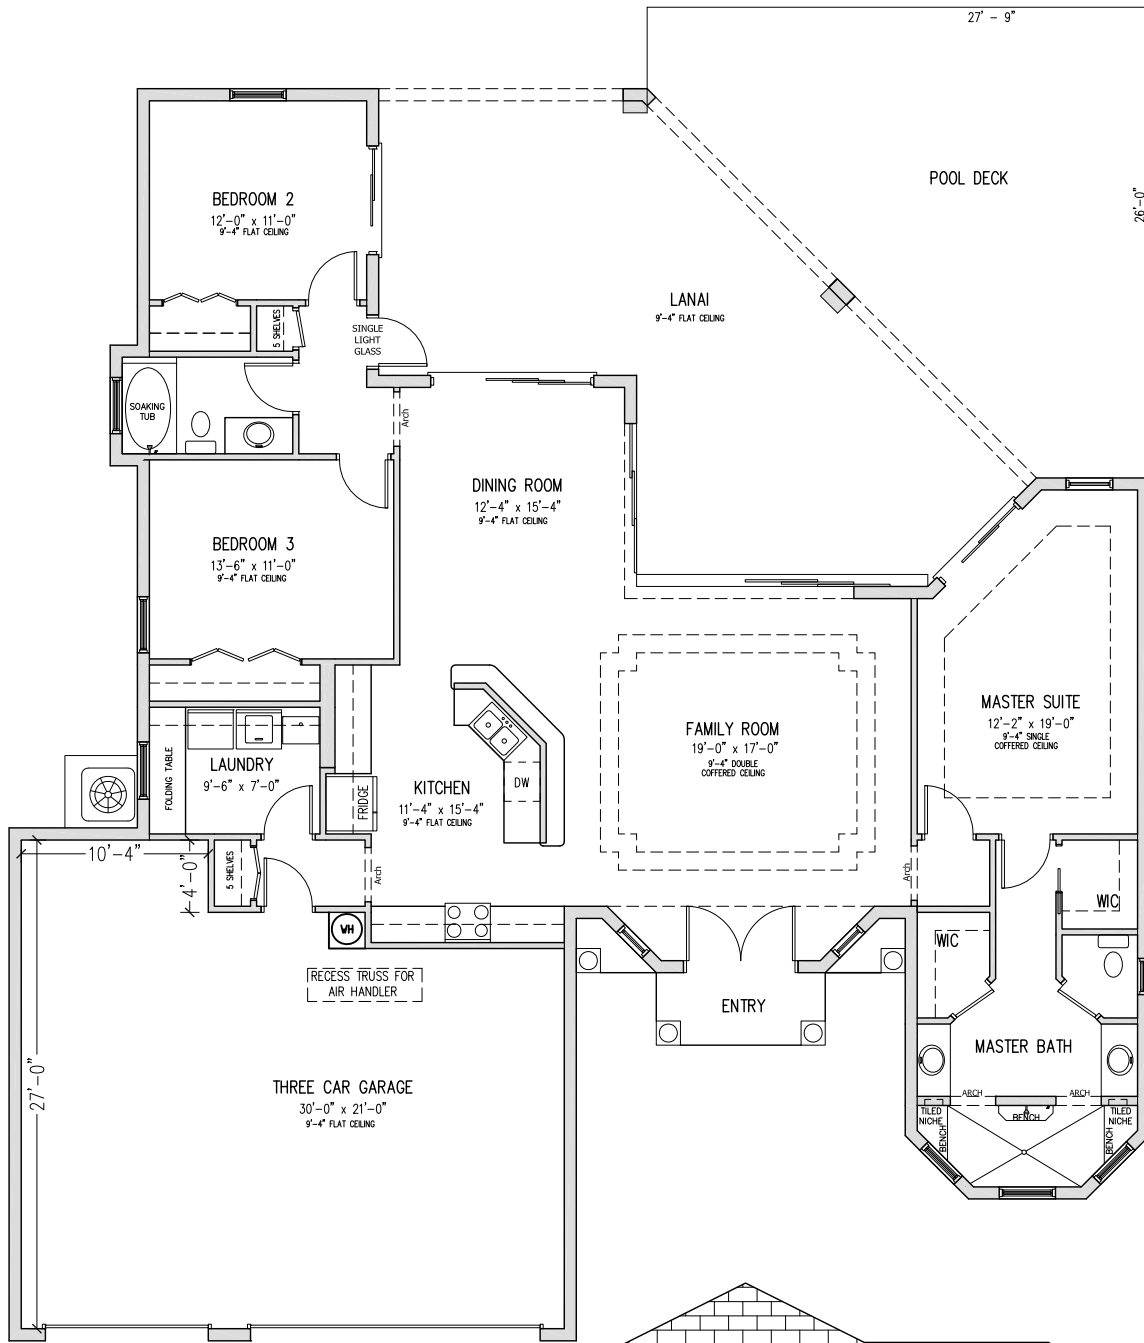 27' - 9"
POOL DECK
26'-0"
BEDROOM 2
12'-0" x 11'-0"
9'-4" FLAT CEILING
LANAI
9'-4" FLAT CEILING
5 SHELVES
SINGLE
LIGHT
GLASS
SOAKING
TUB
Arch
DINING ROOM
12'-4" x 15'-4"
9'-4" FLAT CEILING
BEDROOM 3
13'-6" x 11'-0"
9'-4" FLAT CEILING
MASTER SUITE
12'-2" x 19'-0"
9'-4" SINGLE
COFFERED CEILING
FAMILY ROOM
19'-0" x 17'-0"
9'-4" DOUBLE
COFFERED CEILING
FOLDING TABLE
LAUNDRY
9'-6" x 7'-0"
FRIDGE
KITCHEN
11'-4" x 15'-4"
9'-4" FLAT CEILING
DW
10'-4"
4'-0"
5 SHELVES
Arch
Arch
WIC
WIC
WH
RECESS TRUSS FOR
AIR HANDLER
ENTRY
MASTER BATH
27'-0"
THREE CAR GARAGE
30'-0" x 21'-0"
9'-4" FLAT CEILING
ARCH
ARCH
TILED
NICHE
BENCH
BENCH
BENCH
TILED
NICHE